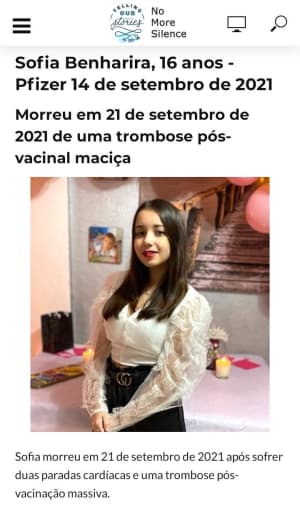 TELLING
OUR
stories
No
More
Silence
Sofia Benharira, 16 anos -
Pfizer 14 de setembro de 2021
Morreu em 21 de setembro de
2021 de uma trombose pós-
vacinal maciça
Sofia morreu em 21 de setembro de 2021 após sofrer
duas paradas cardíacas e uma trombose pós-
vacinação massiva.